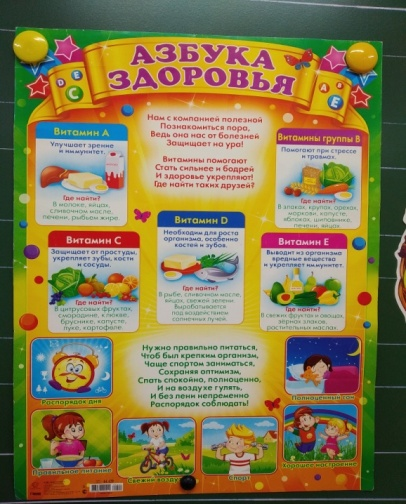 АЗБУКА
ЗДОРОВЬЯ
D E
C
A B
E
Нам с компанией полезной
Познакомиться пора,
Ведь она нас от болезней
Защищает на ура!
Витамины помогают
Стать сильнее и бодрей
И здоровье укрепляют!
Где найти таких друзей?
Витамин А
Улучшает зрение
и иммунитет.
Где найти?
В молоке, яйцах,
сливочном масле,
печени, рыбьем жире.
Витамины группы В
Помогают при стрессе
и травмах.
Где найти?
В злаках, крупах, орехах,
моркови, капусте,
яблоках, шиповнике,
печени, яйцах.
Витамин D
Необходим для роста
организма, особенно
костей и зубов.
Где найти?
В рыбе, сливочном масле,
яйцах, свежей зелени.
Вырабатывается
под воздействием
солнечных лучей.
Витамин С
Защищает от простуды,
укрепляет зубы, кости
и сосуды.
Где найти?
В цитрусовых фруктах,
смородине, клюкве,
бруснике, капусте,
луке, картофеле.
Витамин Е
Выводит из организма
вредные вещества
и укрепляет иммунитет.
Где найти?
В свежих фруктах и овощах,
зёрнах злаков,
растительных маслах.
Нужно правильно питаться,
Чтоб был крепким организм,
Чаще спортом заниматься,
Сохраняя оптимизм,
Спать спокойно, полноценно,
И на воздухе гулять,
И без лени непременно
Распорядок соблюдать!
Распорядок дня
Полноценный сон
Правильное питание
Свежий воздух
Спорт
Хорошее настроение